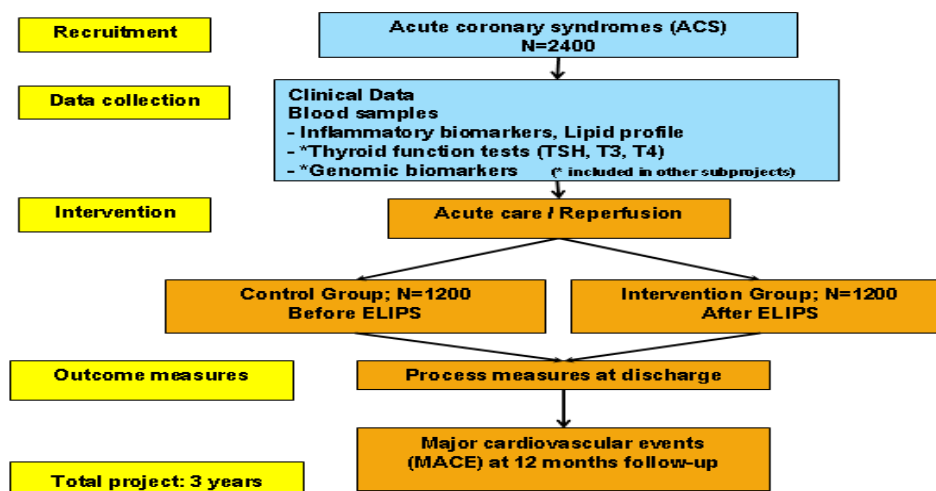 Recruitment
Acute coronary syndromes (ACS)
N=2400
Data collection
Clinical Data
Blood samples
- Inflammatory biomarkers, Lipid profile
- *Thyroid function tests (TSH, T3, T4)
- *Genomic biomarkers (* included in other subprojects)
Intervention
Acute care / Reperfusion
Control Group; N=1200
Before ELIPS
Intervention Group; N=1200
After ELIPS
Outcome measures
Process measures at discharge
Major cardiovascular events
(MACE) at 12 months follow-up
Total project: 3 years